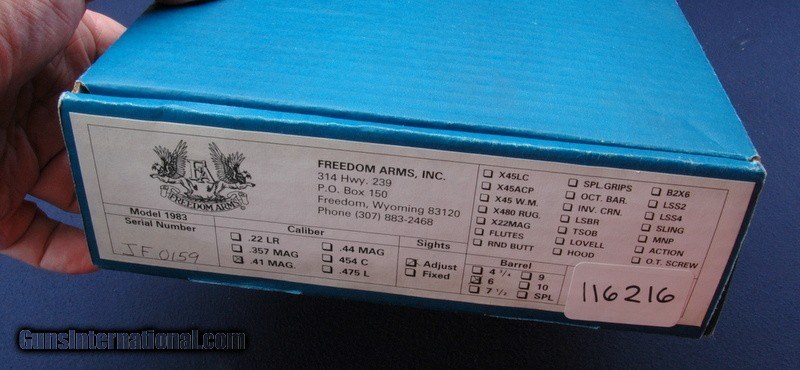 FREEDOM ARMS
Model 1983
Serial Number
JF0159
FREEDOM ARMS, INC.
314 Hwy. 239
P.O. Box 150
Freedom, Wyoming 83120
Phone (307) 883-2468
Caliber
.22 LR
.357 MAG
.41 MAG.
.44 MAG
454 C
.475 L
Sights
Adjust
Fixed
X45LC
X45ACP
X45 W.M.
X480 RUG.
X22MAG
FLUTES
RND BUTT
SPL.GRIPS
OCT. BAR.
INV. CRN.
LSBR
TSOB
LOVELL
HOOD
B2X6
LSS2
LSS4
SLING
MNP
ACTION
O.T. SCREW
Barrel
4 3/4
6
7 1/2
9
10
SPL
116216
GunsInternational.com